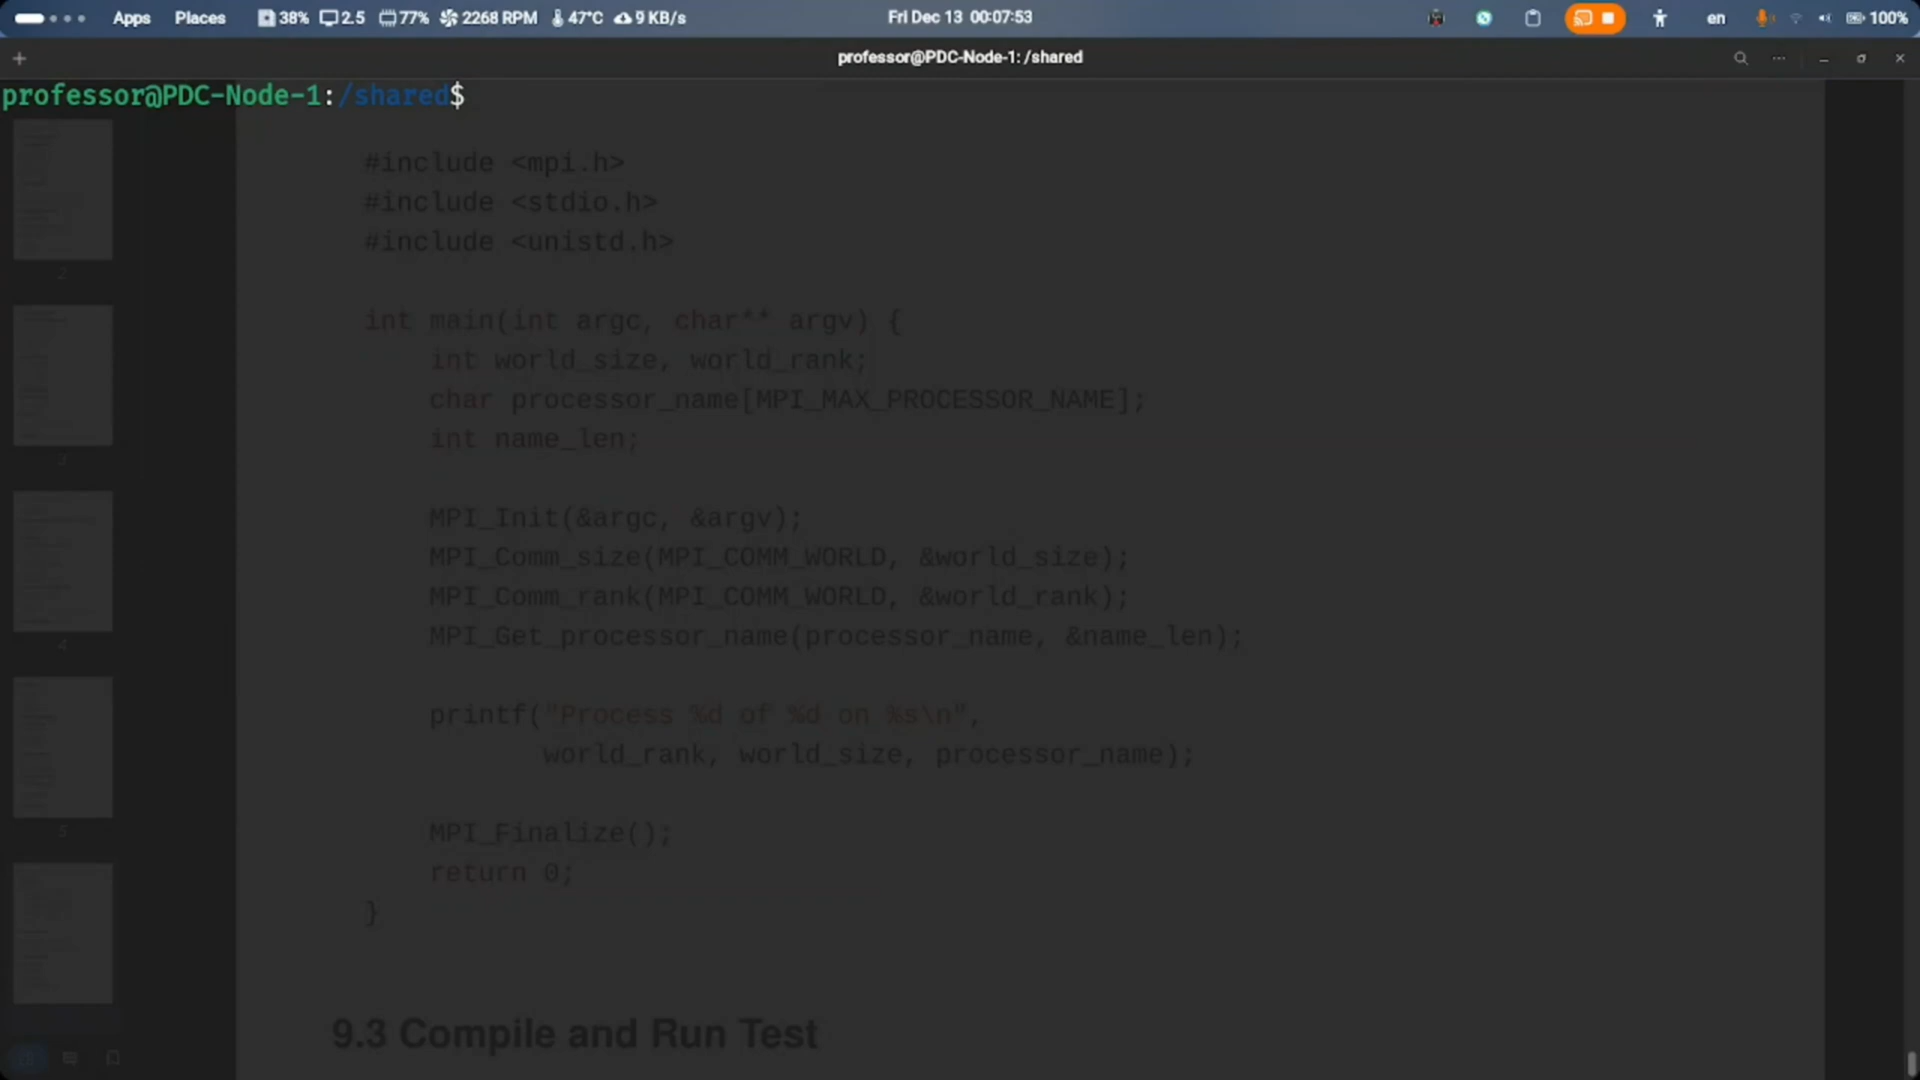 Apps Places 38% 2.5 77% 2268 RPM 47°C 9 KB/s Fri Dec 13 00:07:53 en 100%
professor@PDC-Node-1: /shared
professor@PDC-Node-1:/shared$
#include <mpi.h>
#include <stdio.h>
#include <unistd.h>
int main(int argc, char** argv) {
int world_size, world_rank;
char processor_name[MPI_MAX_PROCESSOR_NAME];
int name_len;
MPI_Init(&argc, &argv);
MPI_Comm_size(MPI_COMM_WORLD, &world_size);
MPI_Comm_rank(MPI_COMM_WORLD, &world_rank);
MPI_Get_processor_name(processor_name, &name_len);
printf("Process %d of %d on %s\n",
world_rank, world_size, processor_name);
MPI_Finalize();
return 0;
}
9.3 Compile and Run Test
2
3
4
5